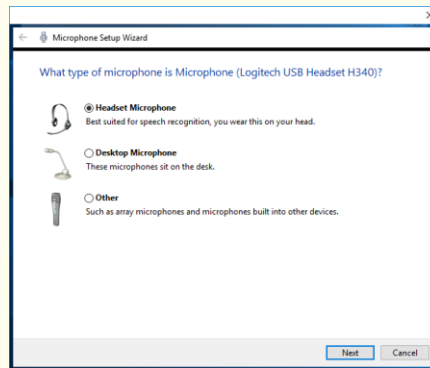 Microphone Setup Wizard
What type of microphone is Microphone (Logitech USB Headset H340)?
Headset Microphone
Best suited for speech recognition, you wear this on your head.
Desktop Microphone
These microphones sit on the desk.
Other
Such as array microphones and microphones built into other devices.
Next Cancel